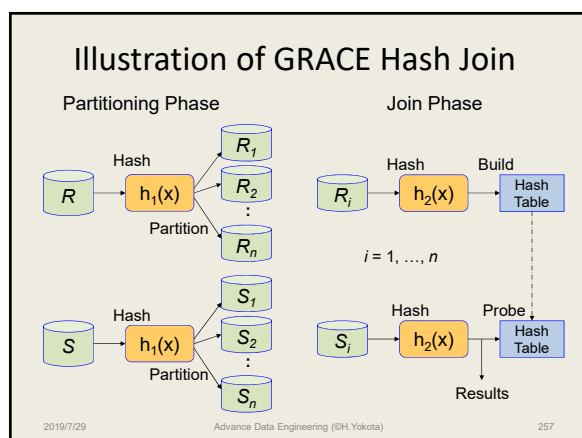 Illustration of GRACE Hash Join
Partitioning Phase
Hash
R
h₁(x)
Partition
R₁
R₂
:
Rₙ
Hash
S
h₁(x)
Partition
S₁
S₂
:
Sₙ
Join Phase
Hash
Build
Rᵢ
h₂(x)
Hash
Table
i = 1, …, n
Hash
Probe
Sᵢ
h₂(x)
Hash
Table
Results
2019/7/29
Advance Data Engineering (©H.Yokota)
257